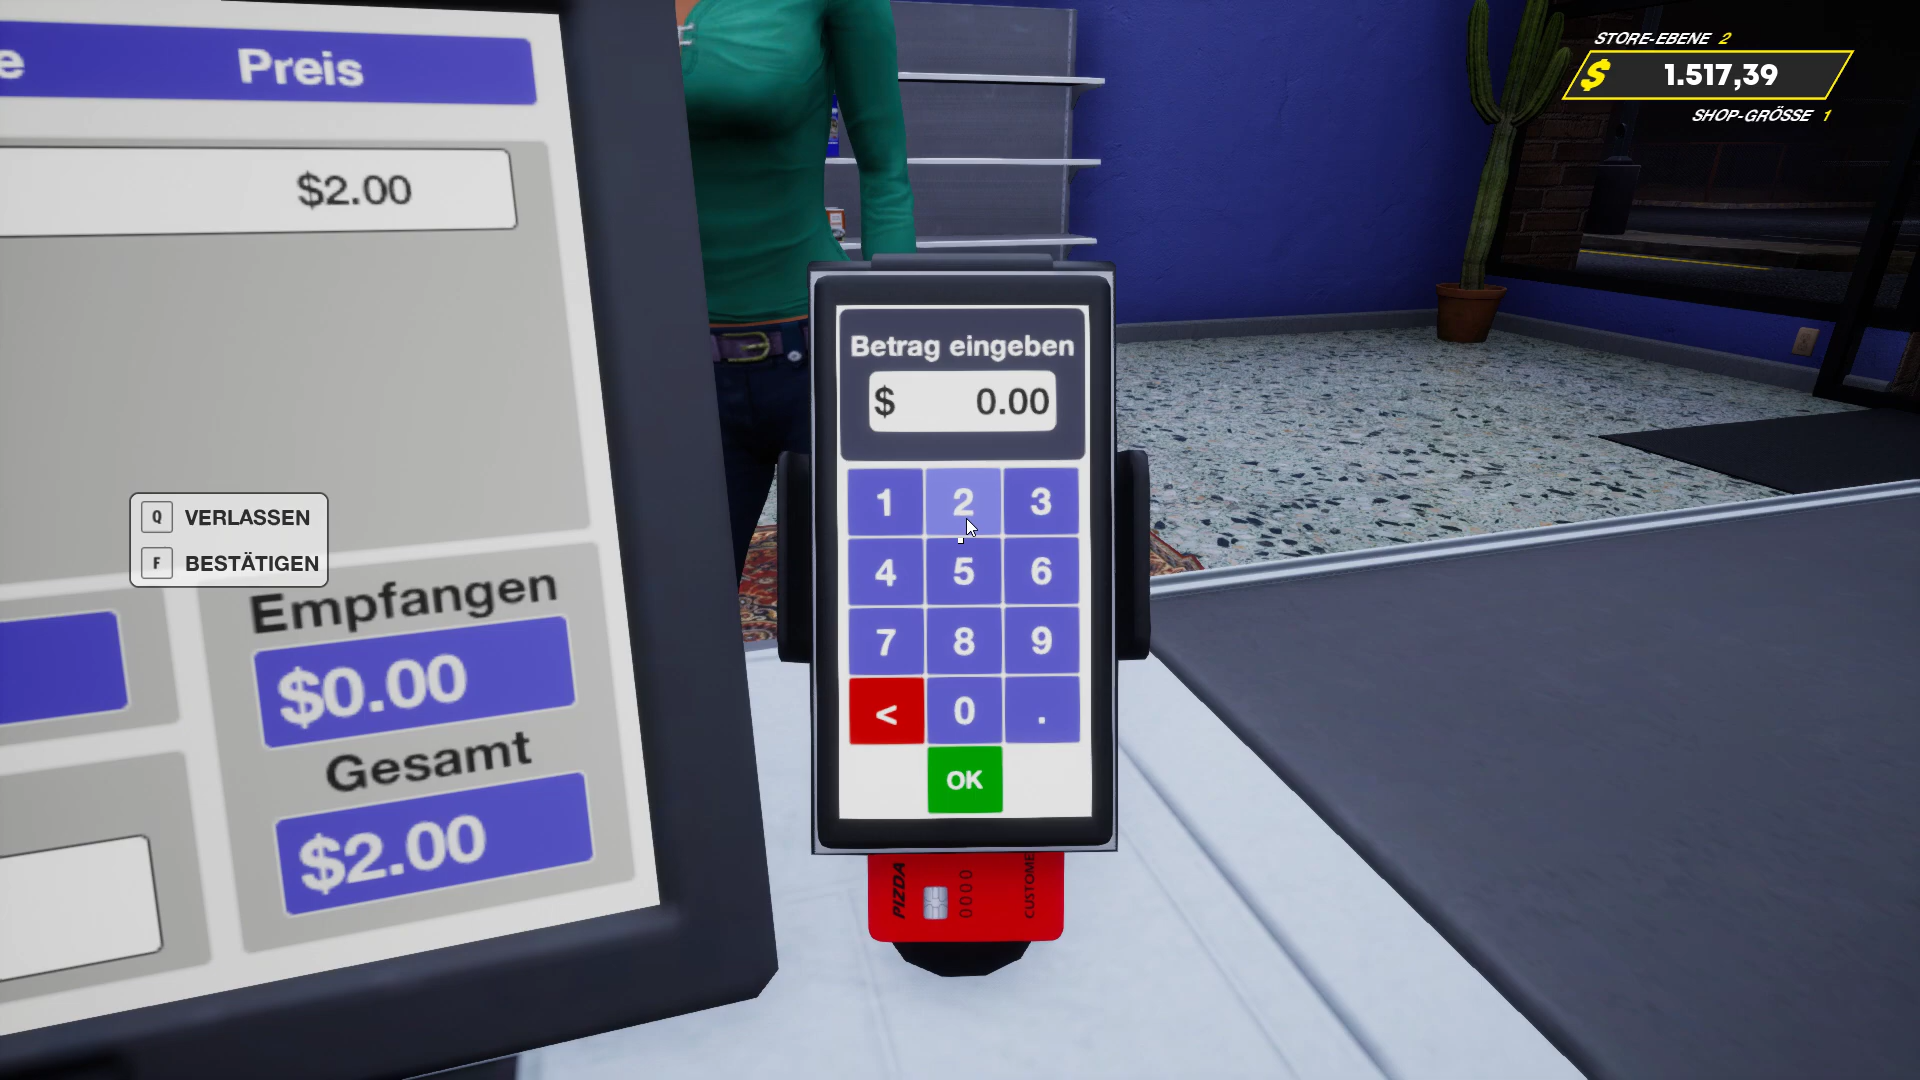 e Preis
$2.00
Q VERLASSEN
F BESTÄTIGEN
Empfangen
$0.00
Gesamt
$2.00
Betrag eingeben
$ 0.00
1 2 3
4 5 6
7 8 9
< 0 .
OK
PIZDA
0000
CUSTOME
STORE-EBENE 2
$ 1.517,39
SHOP-GRÖSSE 1